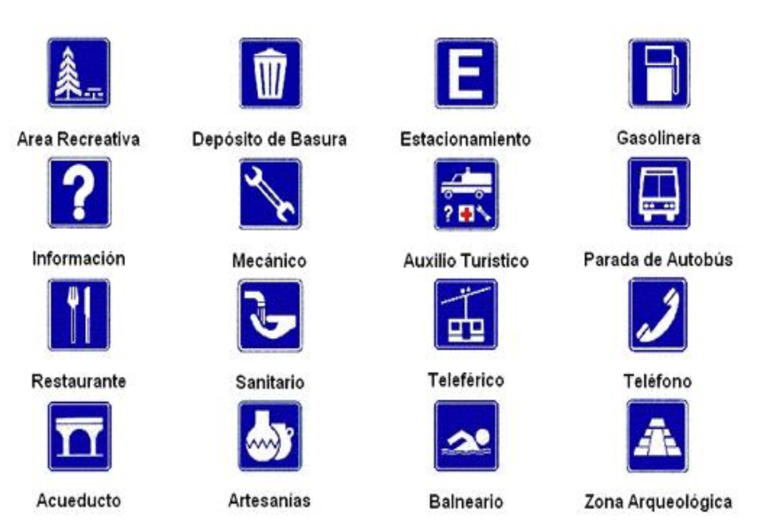 E
Area Recreativa
Depósito de Basura
Estacionamiento
Gasolinera
?
?
Información
Mecánico
Auxilio Turístico
Parada de Autobús
Restaurante
Sanitario
Teleférico
Teléfono
Acueducto
Artesanías
Balneario
Zona Arqueológica